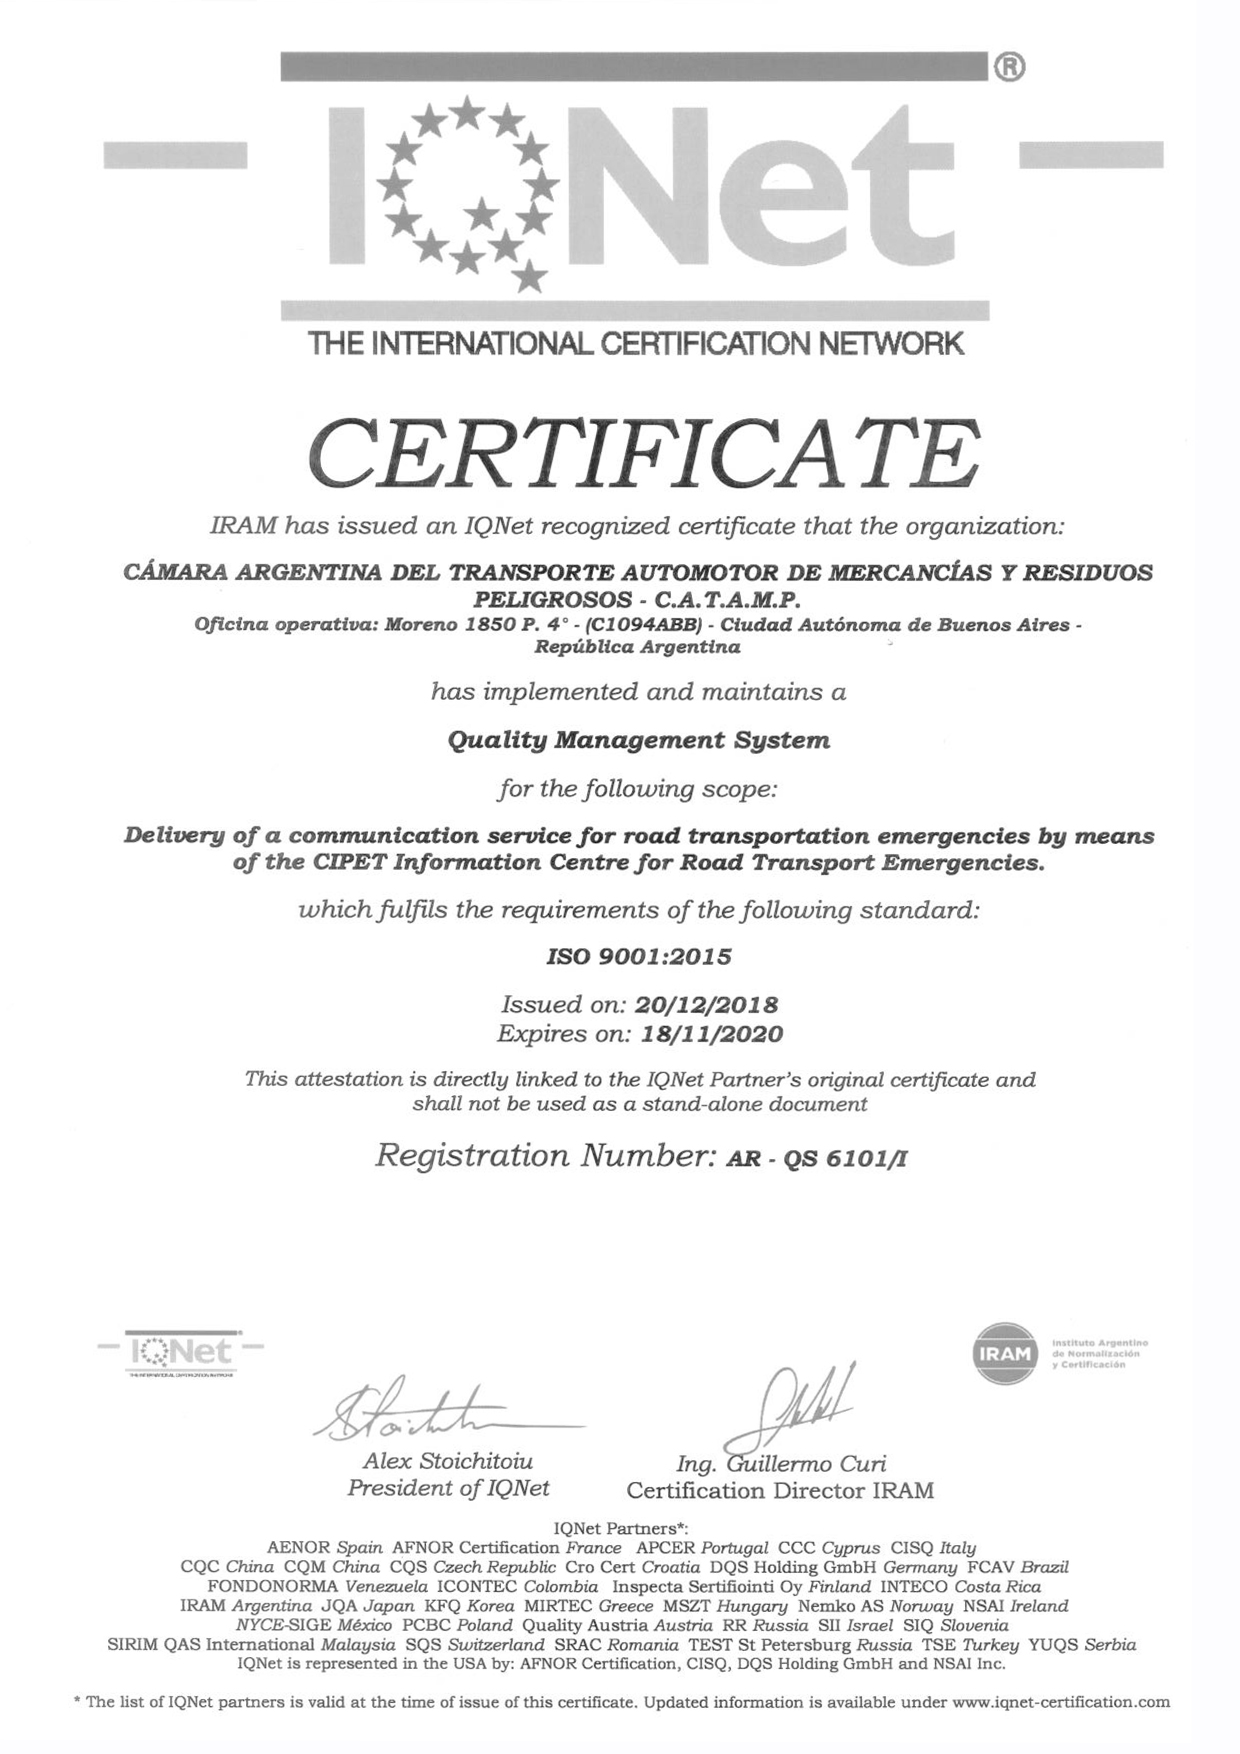 IQNet ®
THE INTERNATIONAL CERTIFICATION NETWORK
CERTIFICATE
IRAM has issued an IQNet recognized certificate that the organization:
CÁMARA ARGENTINA DEL TRANSPORTE AUTOMOTOR DE MERCANCÍAS Y RESIDUOS
PELIGROSOS - C.A.T.A.M.P.
Oficina operativa: Moreno 1850 P. 4° - (C1094ABB) - Ciudad Autónoma de Buenos Aires -
República Argentina
has implemented and maintains a
Quality Management System
for the following scope:
Delivery of a communication service for road transportation emergencies by means
of the CIPET Information Centre for Road Transport Emergencies.
which fulfils the requirements of the following standard:
ISO 9001:2015
Issued on: 20/12/2018
Expires on: 18/11/2020
This attestation is directly linked to the IQNet Partner's original certificate and
shall not be used as a stand-alone document
Registration Number: AR - QS 6101/I
IQNet
THE INTERNATIONAL CERTIFICATION NETWORK
IRAM
Instituto Argentino
de Normalización
y Certificación
Alex Stoichitoiu
President of IQNet
Ing. Guillermo Curi
Certification Director IRAM
IQNet Partners*:
AENOR Spain AFNOR Certification France APCER Portugal CCC Cyprus CISQ Italy
CQC China CQM China CQS Czech Republic Cro Cert Croatia DQS Holding GmbH Germany FCAV Brazil
FONDONORMA Venezuela ICONTEC Colombia Inspecta Sertifiointi Oy Finland INTECO Costa Rica
IRAM Argentina JQA Japan KFQ Korea MIRTEC Greece MSZT Hungary Nemko AS Norway NSAI Ireland
NYCE-SIGE México PCBC Poland Quality Austria Austria RR Russia SII Israel SIQ Slovenia
SIRIM QAS International Malaysia SQS Switzerland SRAC Romania TEST St Petersburg Russia TSE Turkey YUQS Serbia
IQNet is represented in the USA by: AFNOR Certification, CISQ, DQS Holding GmbH and NSAI Inc.
* The list of IQNet partners is valid at the time of issue of this certificate. Updated information is available under www.iqnet-certification.com